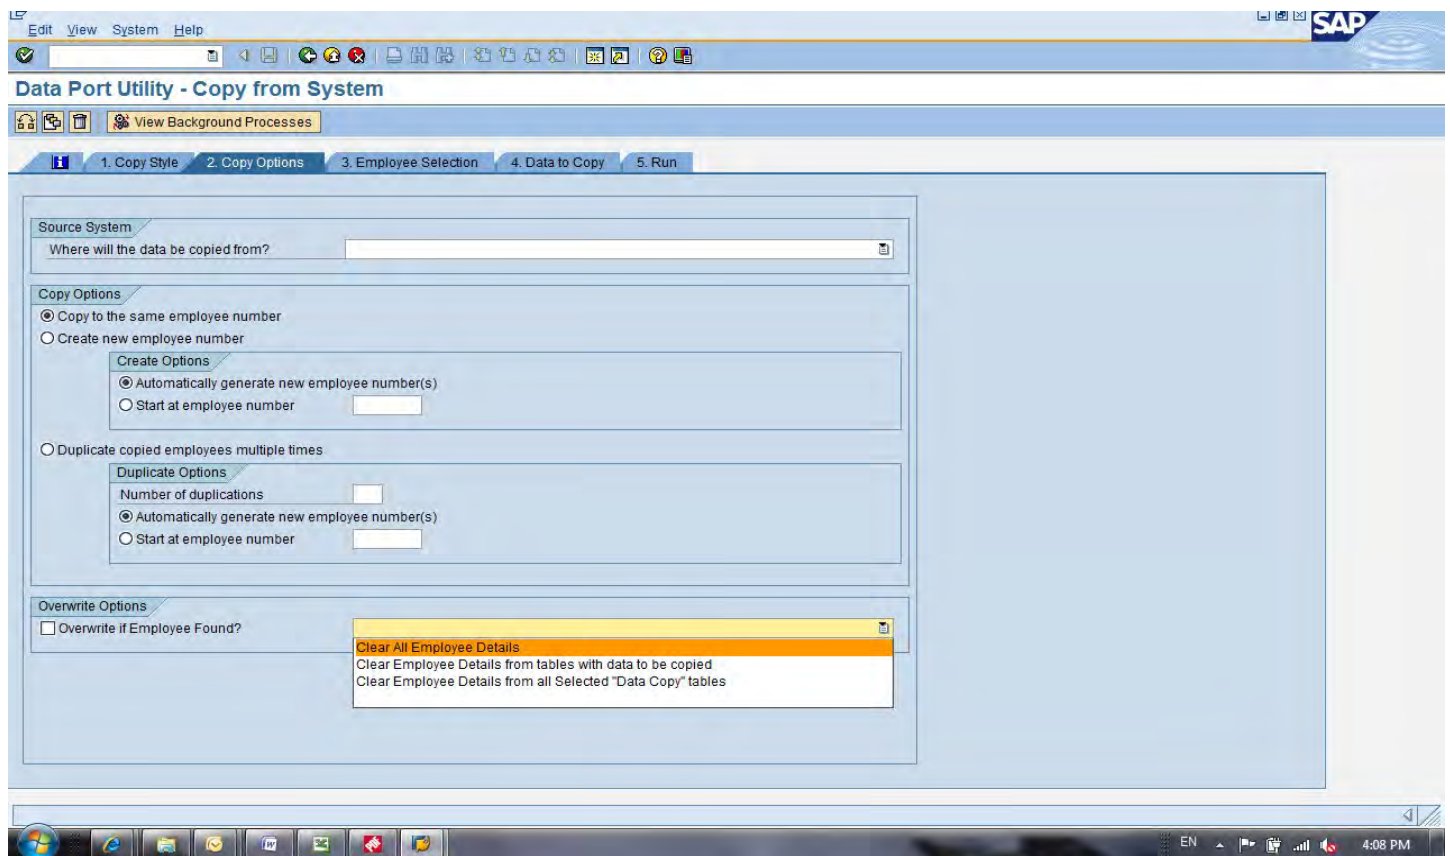 Edit View System Help
SAP
Data Port Utility - Copy from System
View Background Processes
1. Copy Style 2. Copy Options 3. Employee Selection 4. Data to Copy 5. Run
Source System
Where will the data be copied from?
Copy Options
Copy to the same employee number
Create new employee number
Create Options
Automatically generate new employee number(s)
Start at employee number
Duplicate copied employees multiple times
Duplicate Options
Number of duplications
Automatically generate new employee number(s)
Start at employee number
Overwrite Options
Overwrite if Employee Found?
Clear All Employee Details
Clear Employee Details from tables with data to be copied
Clear Employee Details from all Selected "Data Copy" tables
EN 4:08 PM